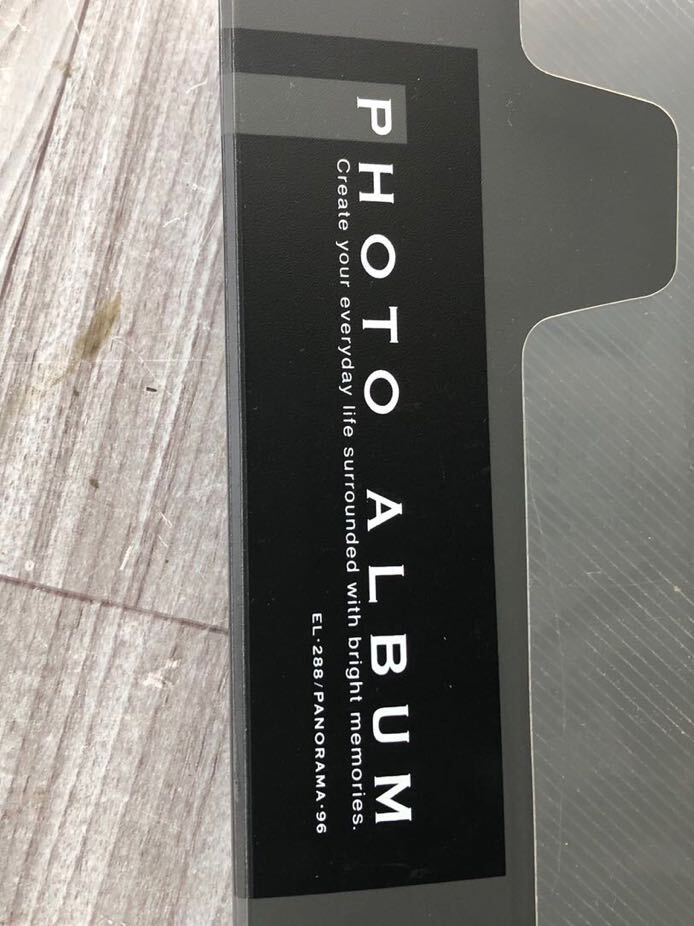 PHOTO ALBUM
Create your everyday life surrounded with bright memories.
EL·288/PANORAMA·96